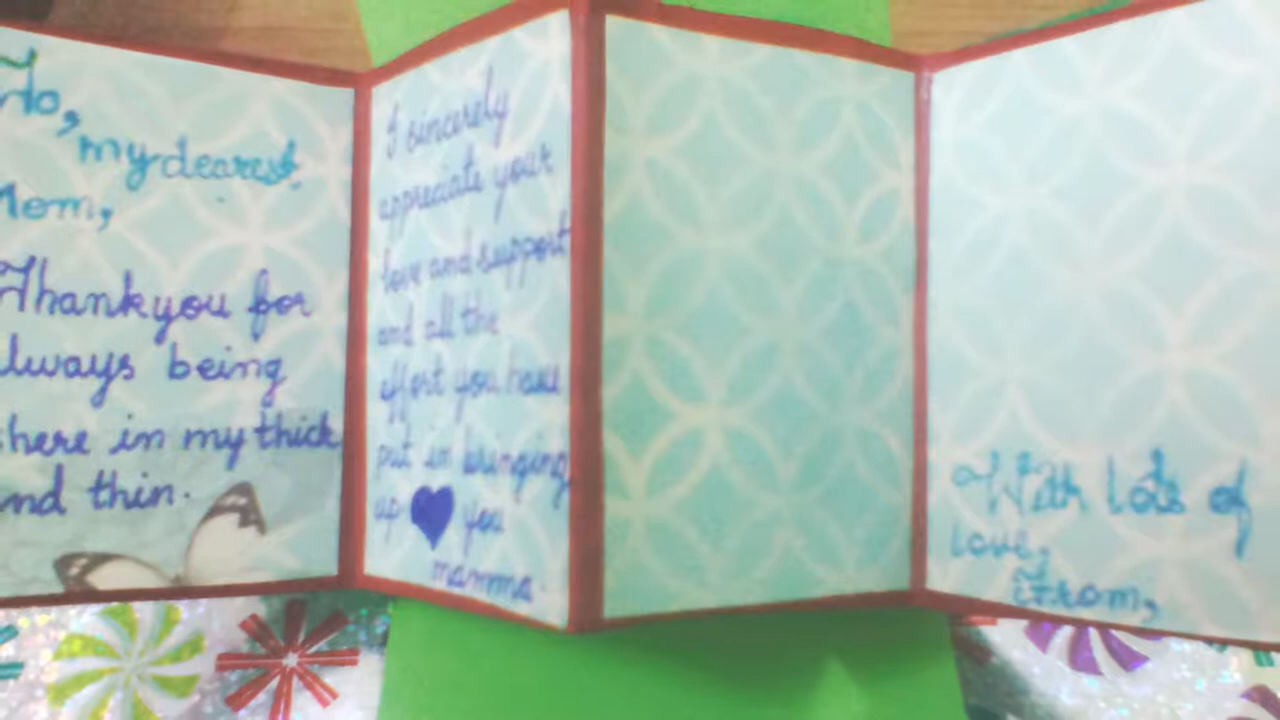 To,
my dearest
Mom,
Thank you for
always being
there in my thick
and thin.
I sincerely
appreciate your
love and support
and all the
effort you have
put in bringing
up you
mamma.
With lots of
love,
From,